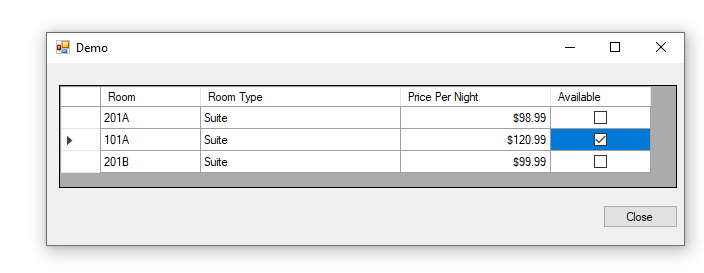 Demo
Room Room Type Price Per Night Available
201A Suite $98.99
101A Suite $120.99
201B Suite $99.99
Close